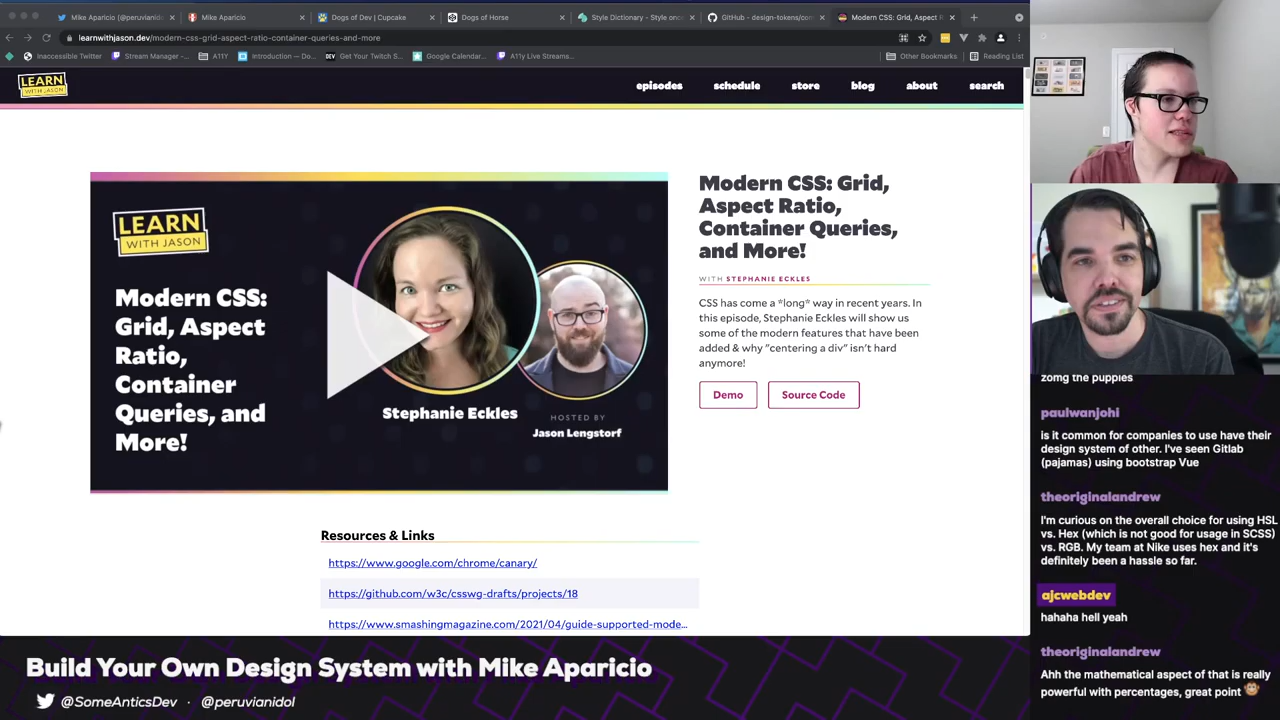 Mike Aparicio (@peruvianidol
Mike Aparicio
Dogs of Dev | Cupcake
Dogs of Horse
Style Dictionary - Style once
GitHub - design-tokens/com
Modern CSS: Grid, Aspect R
learnwithjason.dev/modern-css-grid-aspect-ratio-container-queries-and-more
Inaccessible Twitter
Stream Manager -...
A11Y
Introduction — Do...
DEV Get Your Twitch S...
Google Calendar...
A11y Live Streams...
Other Bookmarks
Reading List
LEARN
WITH JASON
episodes
schedule
store
blog
about
search
LEARN
WITH JASON
Modern CSS:
Grid, Aspect
Ratio,
Container
Queries, and
More!
Stephanie Eckles
HOSTED BY
Jason Lengstorf
Modern CSS: Grid,
Aspect Ratio,
Container Queries,
and More!
WITH STEPHANIE ECKLES
CSS has come a *long* way in recent years. In
this episode, Stephanie Eckles will show us
some of the modern features that have been
added & why "centering a div" isn't hard
anymore!
Demo
Source Code
Resources & Links
https://www.google.com/chrome/canary/
https://github.com/w3c/csswg-drafts/projects/18
https://www.smashingmagazine.com/2021/04/guide-supported-mode...
zomg the puppies
paulwanjohi
is it common for companies to use have their
design system of other. I've seen Gitlab
(pajamas) using bootstrap Vue
theoriginalandrew
I'm curious on the overall choice for using HSL
vs. Hex (which is not good for usage in SCSS)
vs. RGB. My team at Nike uses hex and it's
definitely been a hassle so far.
ajcwebdev
hahaha hell yeah
theoriginalandrew
Ahh the mathematical aspect of that is really
powerful with percentages, great point
Build Your Own Design System with Mike Aparicio
@SomeAnticsDev · @peruvianidol